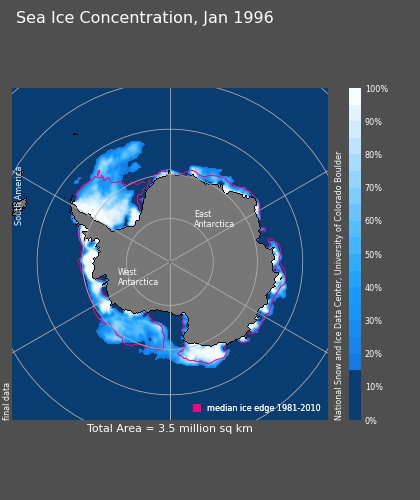 Sea Ice Concentration, Jan 1996
100%
90%
80%
70%
60%
50%
40%
30%
20%
10%
0%
South America
East
Antarctica
West
Antarctica
National Snow and Ice Data Center, University of Colorado Boulder
final data
median ice edge 1981-2010
Total Area = 3.5 million sq km